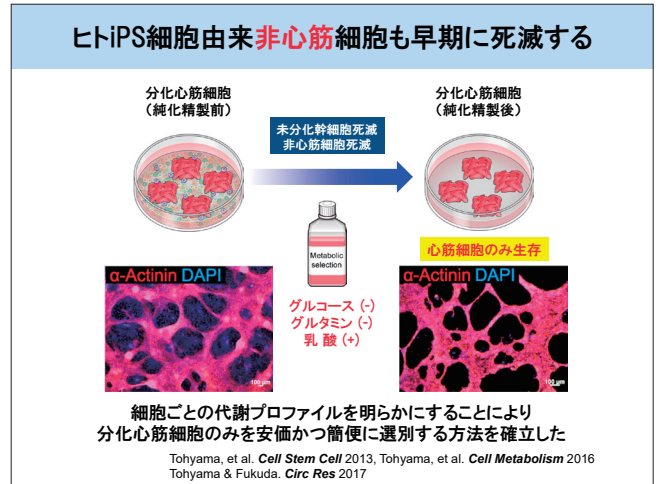 ヒトiPS細胞由来非心筋細胞も早期に死滅する
分化心筋細胞
（純化精製前）
未分化幹細胞死滅
非心筋細胞死滅
分化心筋細胞
（純化精製後）
Metabolic
selection
心筋細胞のみ生存
α-Actinin DAPI
100 μm
グルコース (-)
グルタミン (-)
乳 酸 (+)
α-Actinin DAPI
100 μm
細胞ごとの代謝プロファイルを明らかにすることにより
分化心筋細胞のみを安価かつ簡便に選別する方法を確立した
Tohyama, et al. Cell Stem Cell 2013, Tohyama, et al. Cell Metabolism 2016
Tohyama & Fukuda. Circ Res 2017